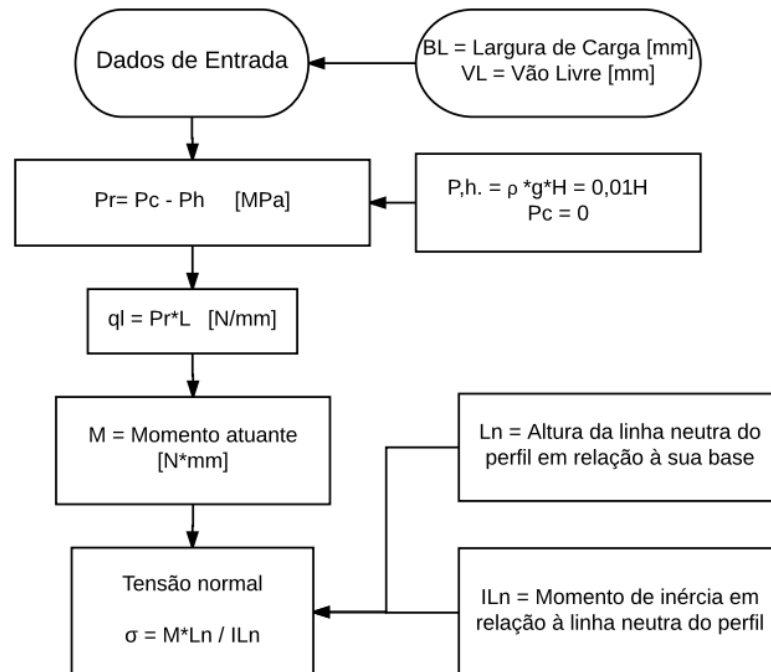 Dados de Entrada
BL = Largura de Carga [mm]
VL = Vão Livre [mm]
Pr= Pc - Ph [MPa]
P,h. = ρ *g*H = 0,01H
Pc = 0
ql = Pr*L [N/mm]
M = Momento atuante
[N*mm]
Ln = Altura da linha neutra do
perfil em relação à sua base
Tensão normal
σ = M*Ln / ILn
ILn = Momento de inércia em
relação à linha neutra do perfil